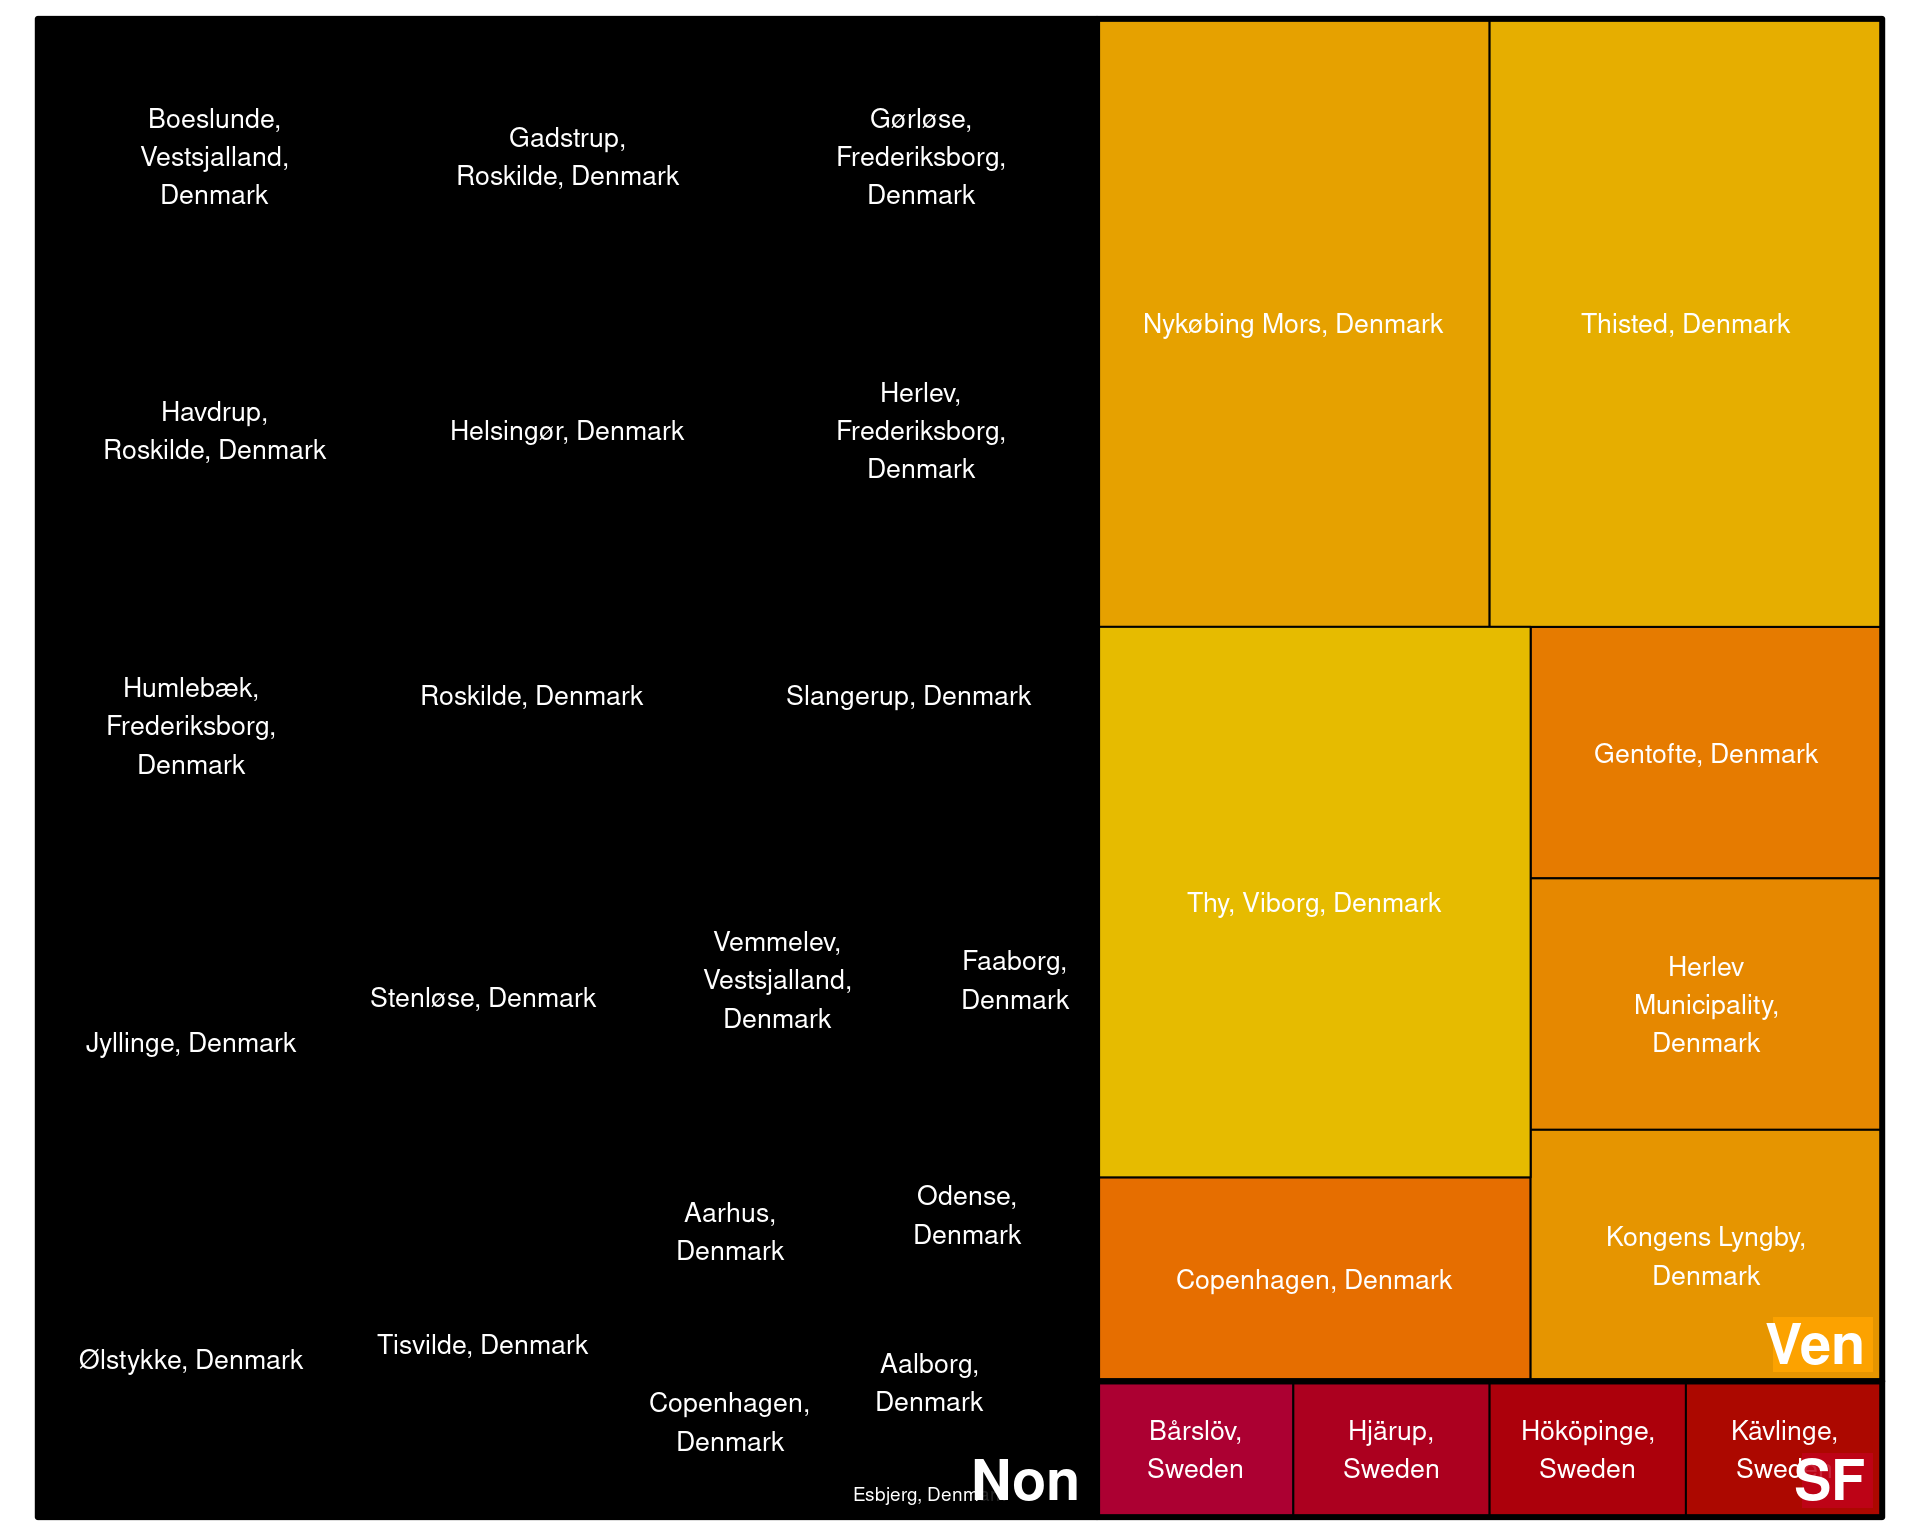 Boeslunde,
Vestsjalland,
Denmark
Gadstrup,
Roskilde, Denmark
Gørløse,
Frederiksborg,
Denmark
Havdrup,
Roskilde, Denmark
Helsingør, Denmark
Herlev,
Frederiksborg,
Denmark
Humlebæk,
Frederiksborg,
Denmark
Roskilde, Denmark
Slangerup, Denmark
Jyllinge, Denmark
Stenløse, Denmark
Vemmelev,
Vestsjalland,
Denmark
Faaborg,
Denmark
Ølstykke, Denmark
Tisvilde, Denmark
Aarhus,
Denmark
Odense,
Denmark
Copenhagen,
Denmark
Aalborg,
Denmark
Esbjerg,
Non
Nykøbing Mors, Denmark
Thisted, Denmark
Thy, Viborg, Denmark
Gentofte, Denmark
Herlev
Municipality,
Denmark
Copenhagen, Denmark
Kongens Lyngby,
Denmark
Ven
Bårslöv,
Sweden
Hjärup,
Sweden
Hököpinge,
Sweden
Kävlinge,
SF